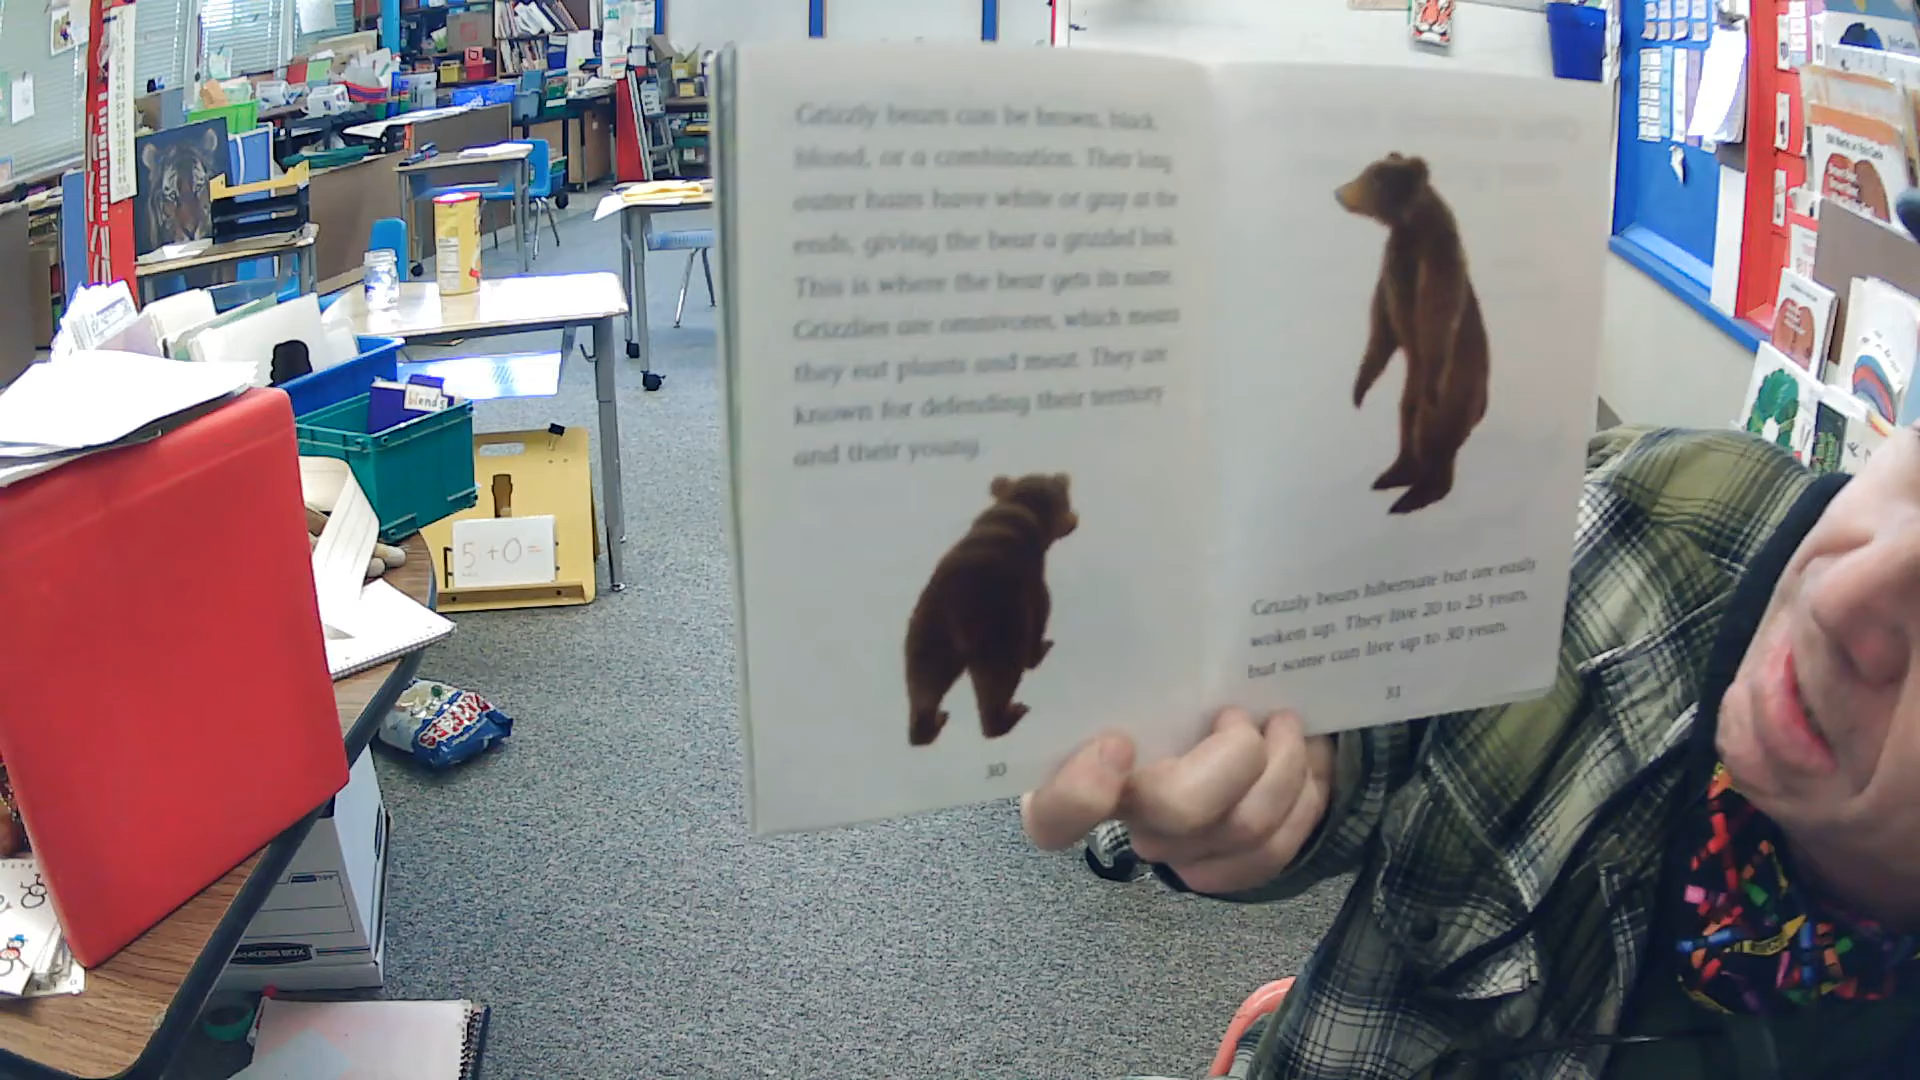 Grizzly bears can be brown, black,
blond, or a combination. Their long
outer hairs have white or gray at the
ends, giving the bear a grizzled look.
This is where the bear gets its name.
Grizzlies are omnivores, which means
they eat plants and meat. They are
known for defending their territory
and their young.
30
Grizzly bears hibernate but are easily
woken up. They live 20 to 25 years,
but some can live up to 30 years.
31
blends
5 + 0 =
BANKERS BOX